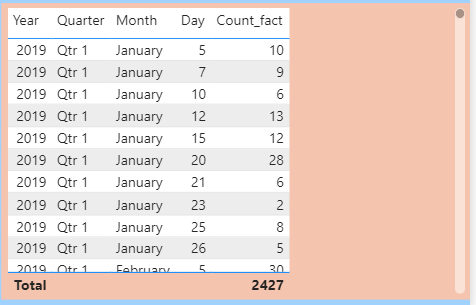 Year Quarter Month Day Count_fact
2019 Qtr 1 January 5 10
2019 Qtr 1 January 7 9
2019 Qtr 1 January 10 6
2019 Qtr 1 January 12 13
2019 Qtr 1 January 15 12
2019 Qtr 1 January 20 28
2019 Qtr 1 January 21 6
2019 Qtr 1 January 23 2
2019 Qtr 1 January 25 8
2019 Qtr 1 January 26 5
2019 Qtr 1 February 5 30
Total 2427